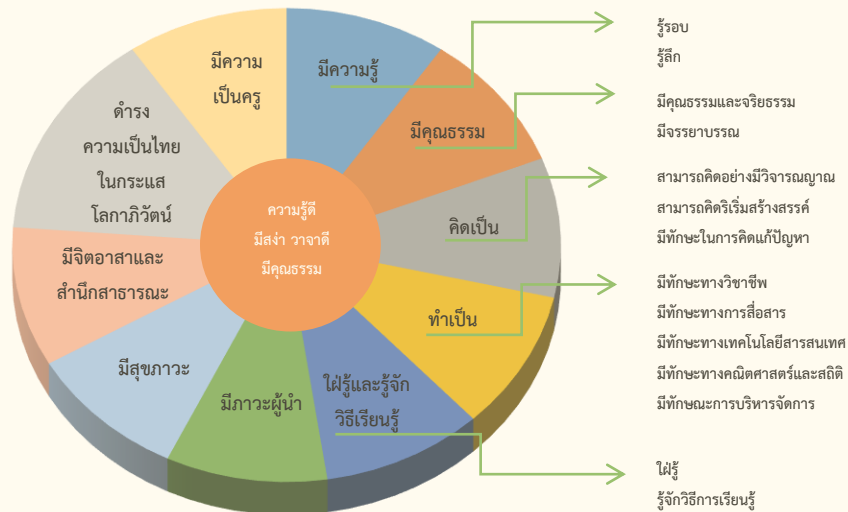 มีความ
เป็นครู
มีความรู้
มีคุณธรรม
คิดเป็น
ทำเป็น
ใฝ่รู้และรู้จัก
วิธีเรียนรู้
มีภาวะผู้นำ
มีสุขภาวะ
มีจิตอาสาและ
สำนึกสาธารณะ
ดำรง
ความเป็นไทย
ในกระแส
โลกาภิวัตน์
ความรู้ดี
มีสง่า วาจาดี
มีคุณธรรม
รู้รอบ
รู้ลึก
มีคุณธรรมและจริยธรรม
มีจรรยาบรรณ
สามารถคิดอย่างมีวิจารณญาณ
สามารถคิดริเริ่มสร้างสรรค์
มีทักษะในการคิดแก้ปัญหา
มีทักษะทางวิชาชีพ
มีทักษะทางการสื่อสาร
มีทักษะทางเทคโนโลยีสารสนเทศ
มีทักษะทางคณิตศาสตร์และสถิติ
มีทักษณะการบริหารจัดการ
ใฝ่รู้
รู้จักวิธีการเรียนรู้